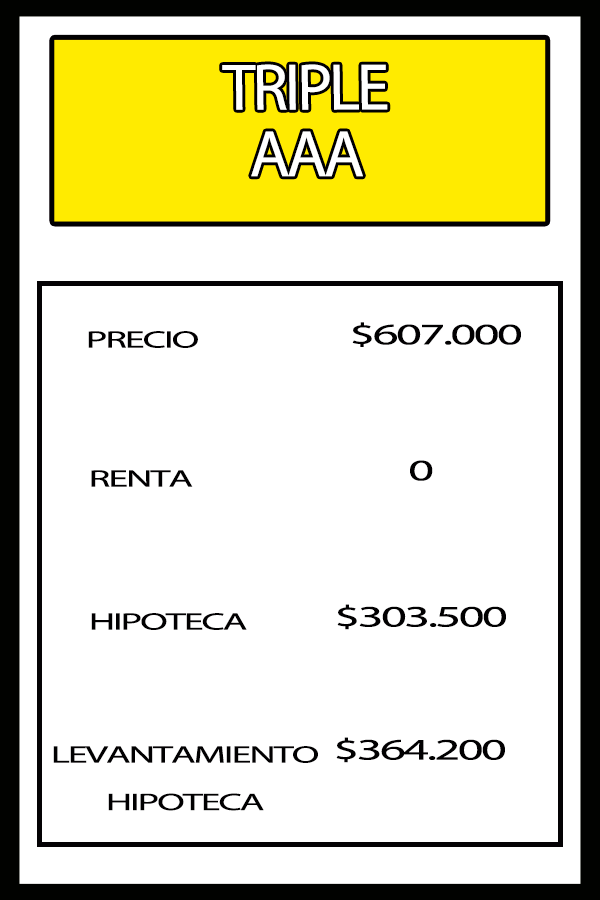 TRIPLE
AAA
PRECIO $607.000
RENTA 0
HIPOTECA $303.500
LEVANTAMIENTO $364.200
HIPOTECA